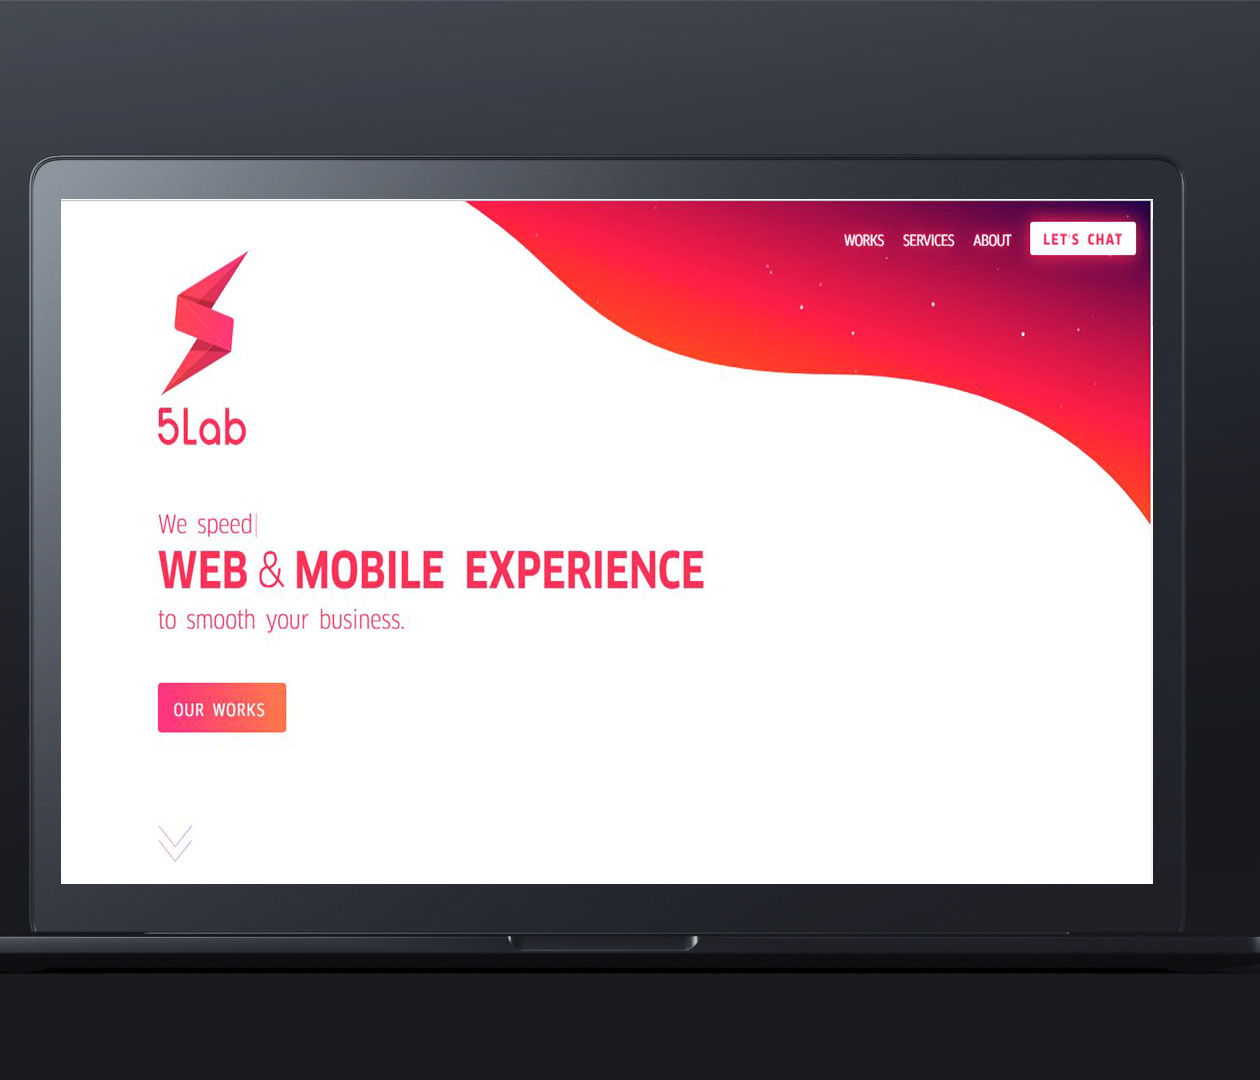 WORKS SERVICES ABOUT LET'S CHAT
5Lab
We speed
WEB & MOBILE EXPERIENCE
to smooth your business.
OUR WORKS